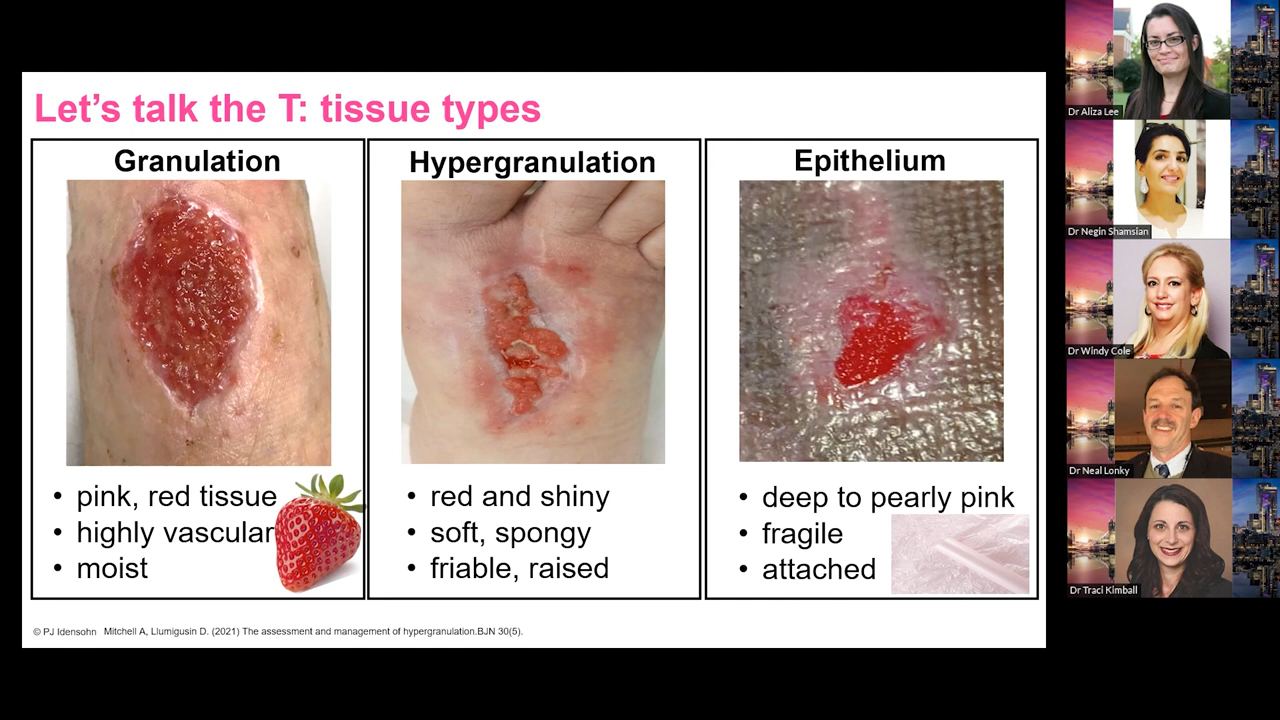 Let's talk the T: tissue types
Granulation
• pink, red tissue
• highly vascular
• moist
Hypergranulation
• red and shiny
• soft, spongy
• friable, raised
Epithelium
• deep to pearly pink
• fragile
• attached
© PJ Idensohn Mitchell A, Llumigusin D. (2021) The assessment and management of hypergranulation.BJN 30(5).
Dr Aliza Lee
Dr Negin Shamsian
Dr Windy Cole
Dr Neal Lonky
Dr Traci Kimball